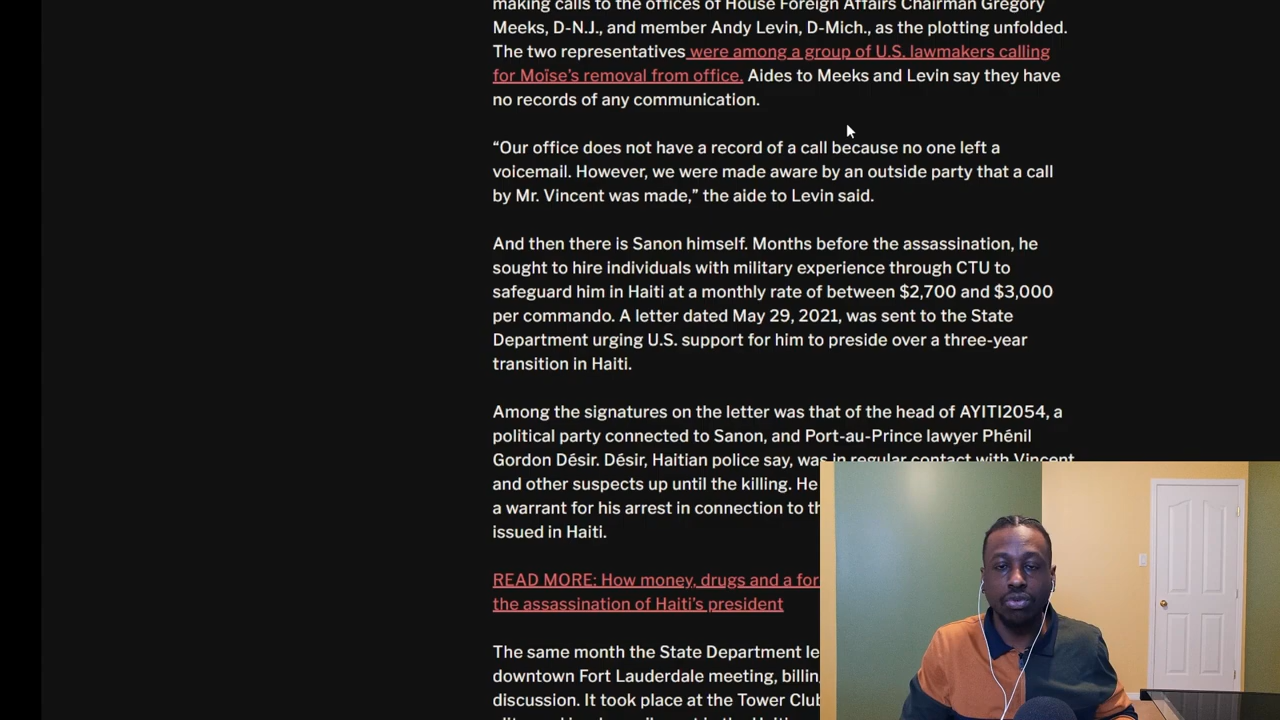 making calls to the offices of House Foreign Affairs Chairman Gregory
Meeks, D-N.J., and member Andy Levin, D-Mich., as the plotting unfolded.
The two representatives were among a group of U.S. lawmakers calling
for Moïse’s removal from office. Aides to Meeks and Levin say they have
no records of any communication.
“Our office does not have a record of a call because no one left a
voicemail. However, we were made aware by an outside party that a call
by Mr. Vincent was made,” the aide to Levin said.
And then there is Sanon himself. Months before the assassination, he
sought to hire individuals with military experience through CTU to
safeguard him in Haiti at a monthly rate of between $2,700 and $3,000
per commando. A letter dated May 29, 2021, was sent to the State
Department urging U.S. support for him to preside over a three-year
transition in Haiti.
Among the signatures on the letter was that of the head of AYITI2054, a
political party connected to Sanon, and Port-au-Prince lawyer Phénil
Gordon Désir. Désir, Haitian police say, was in regular contact with Vincent
and other suspects up until the killing. He
a warrant for his arrest in connection to th
issued in Haiti.
READ MORE: How money, drugs and a for
the assassination of Haiti’s president
The same month the State Department le
downtown Fort Lauderdale meeting, billin
discussion. It took place at the Tower Club